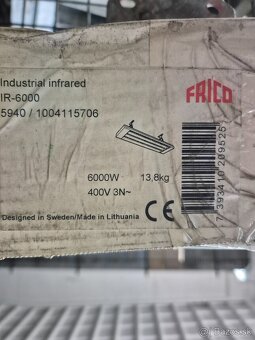 Industrial infrared
IR-6000
5940 / 1004115706
FRICO
6000W 13,8kg
400V 3N~
Designed in Sweden/Made in Lithuania
CE